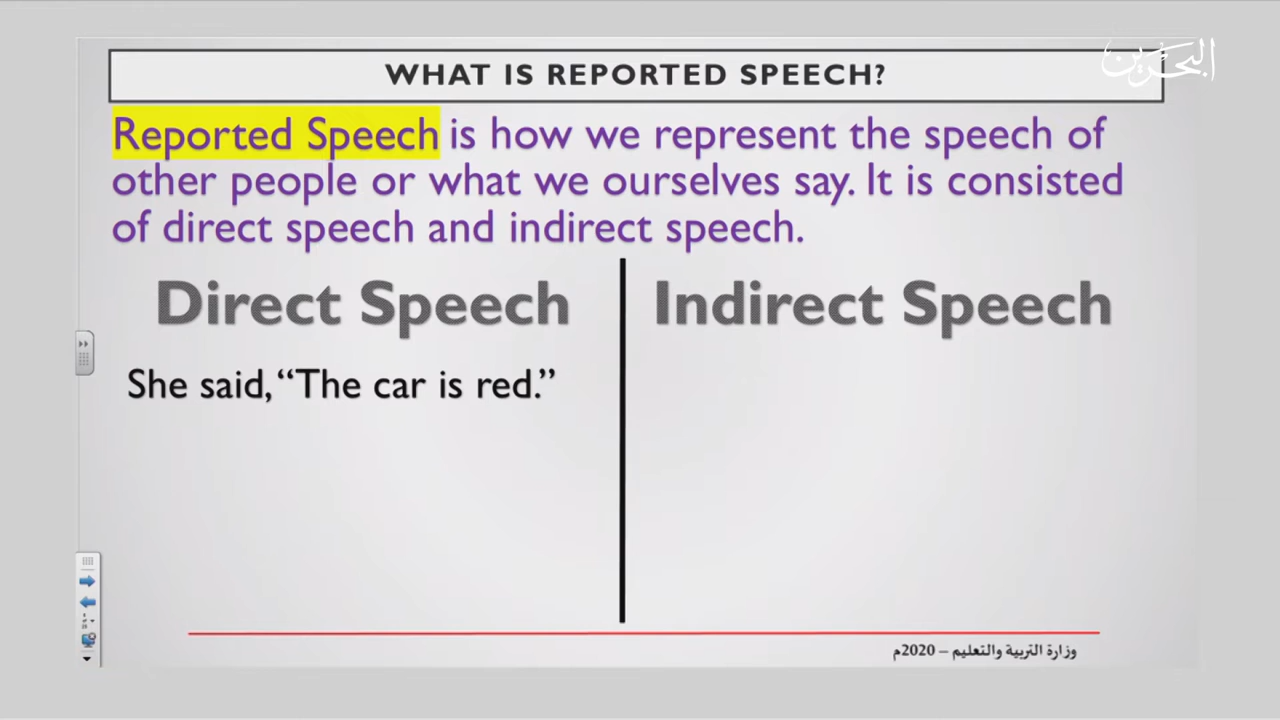 البحرين
WHAT IS REPORTED SPEECH?
Reported Speech is how we represent the speech of
other people or what we ourselves say. It is consisted
of direct speech and indirect speech.
Direct Speech
Indirect Speech
She said, “The car is red.”
وزارة التربية والتعليم – 2020م